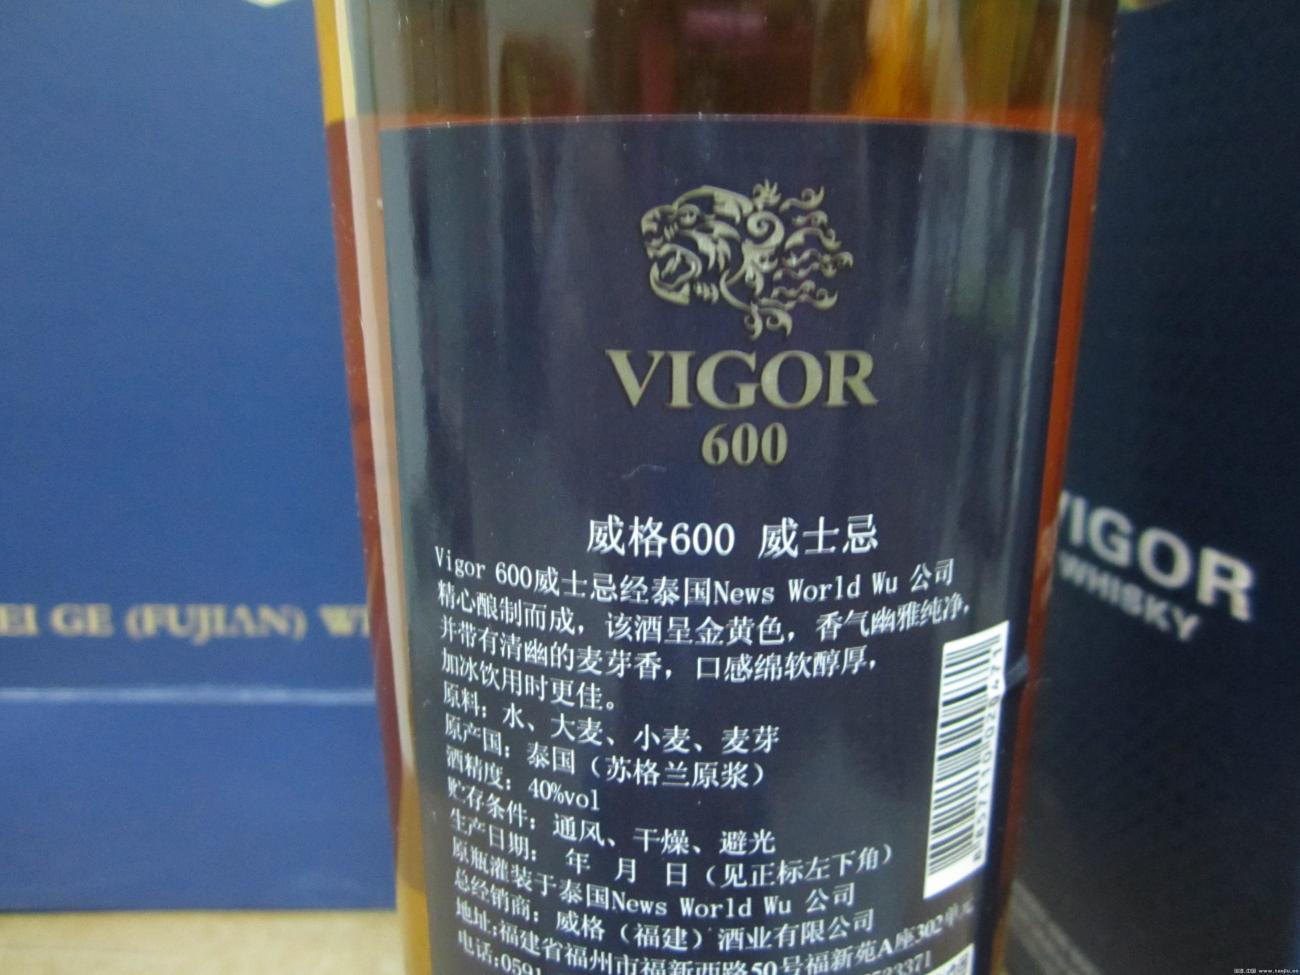 VIGOR
600
威格600 威士忌
Vigor 600威士忌经泰国News World Wu 公司
精心酿制而成，该酒呈金黄色，香气幽雅纯净，
并带有清幽的麦芽香，口感绵软醇厚，
加冰饮用时更佳。
原料：水、大麦、小麦、麦芽
原产国：泰国（苏格兰原浆）
酒精度：40%vol
贮存条件：通风、干燥、避光
生产日期： 年 月 日（见正标左下角）
原瓶灌装于泰国News World Wu 公司
总经销商：威格（福建）酒业有限公司
地址:福建省福州市福新西路50号福新苑A座302单元
电话:0591
EI GE (FUJIAN)
VIGOR
WHISKY